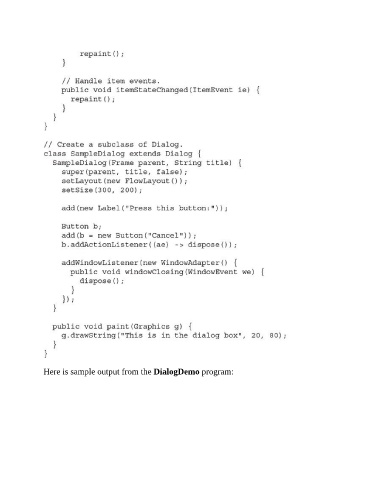 repaint();
    }

    // Handle item events.
    public void itemStateChanged(ItemEvent ie) {
      repaint();
    }
  }
}

// Create a subclass of Dialog.
class SampleDialog extends Dialog {
  SampleDialog(Frame parent, String title) {
    super(parent, title, false);
    setLayout(new FlowLayout());
    setSize(300, 200);

    add(new Label("Press this button:"));

    Button b;
    add(b = new Button("Cancel"));
    b.addActionListener((ae) -> dispose());

    addWindowListener(new WindowAdapter() {
      public void windowClosing(WindowEvent we) {
        dispose();
      }
    });
  }

  public void paint(Graphics g) {
    g.drawString("This is in the dialog box", 20, 80);
  }
}

Here is sample output from the DialogDemo program: